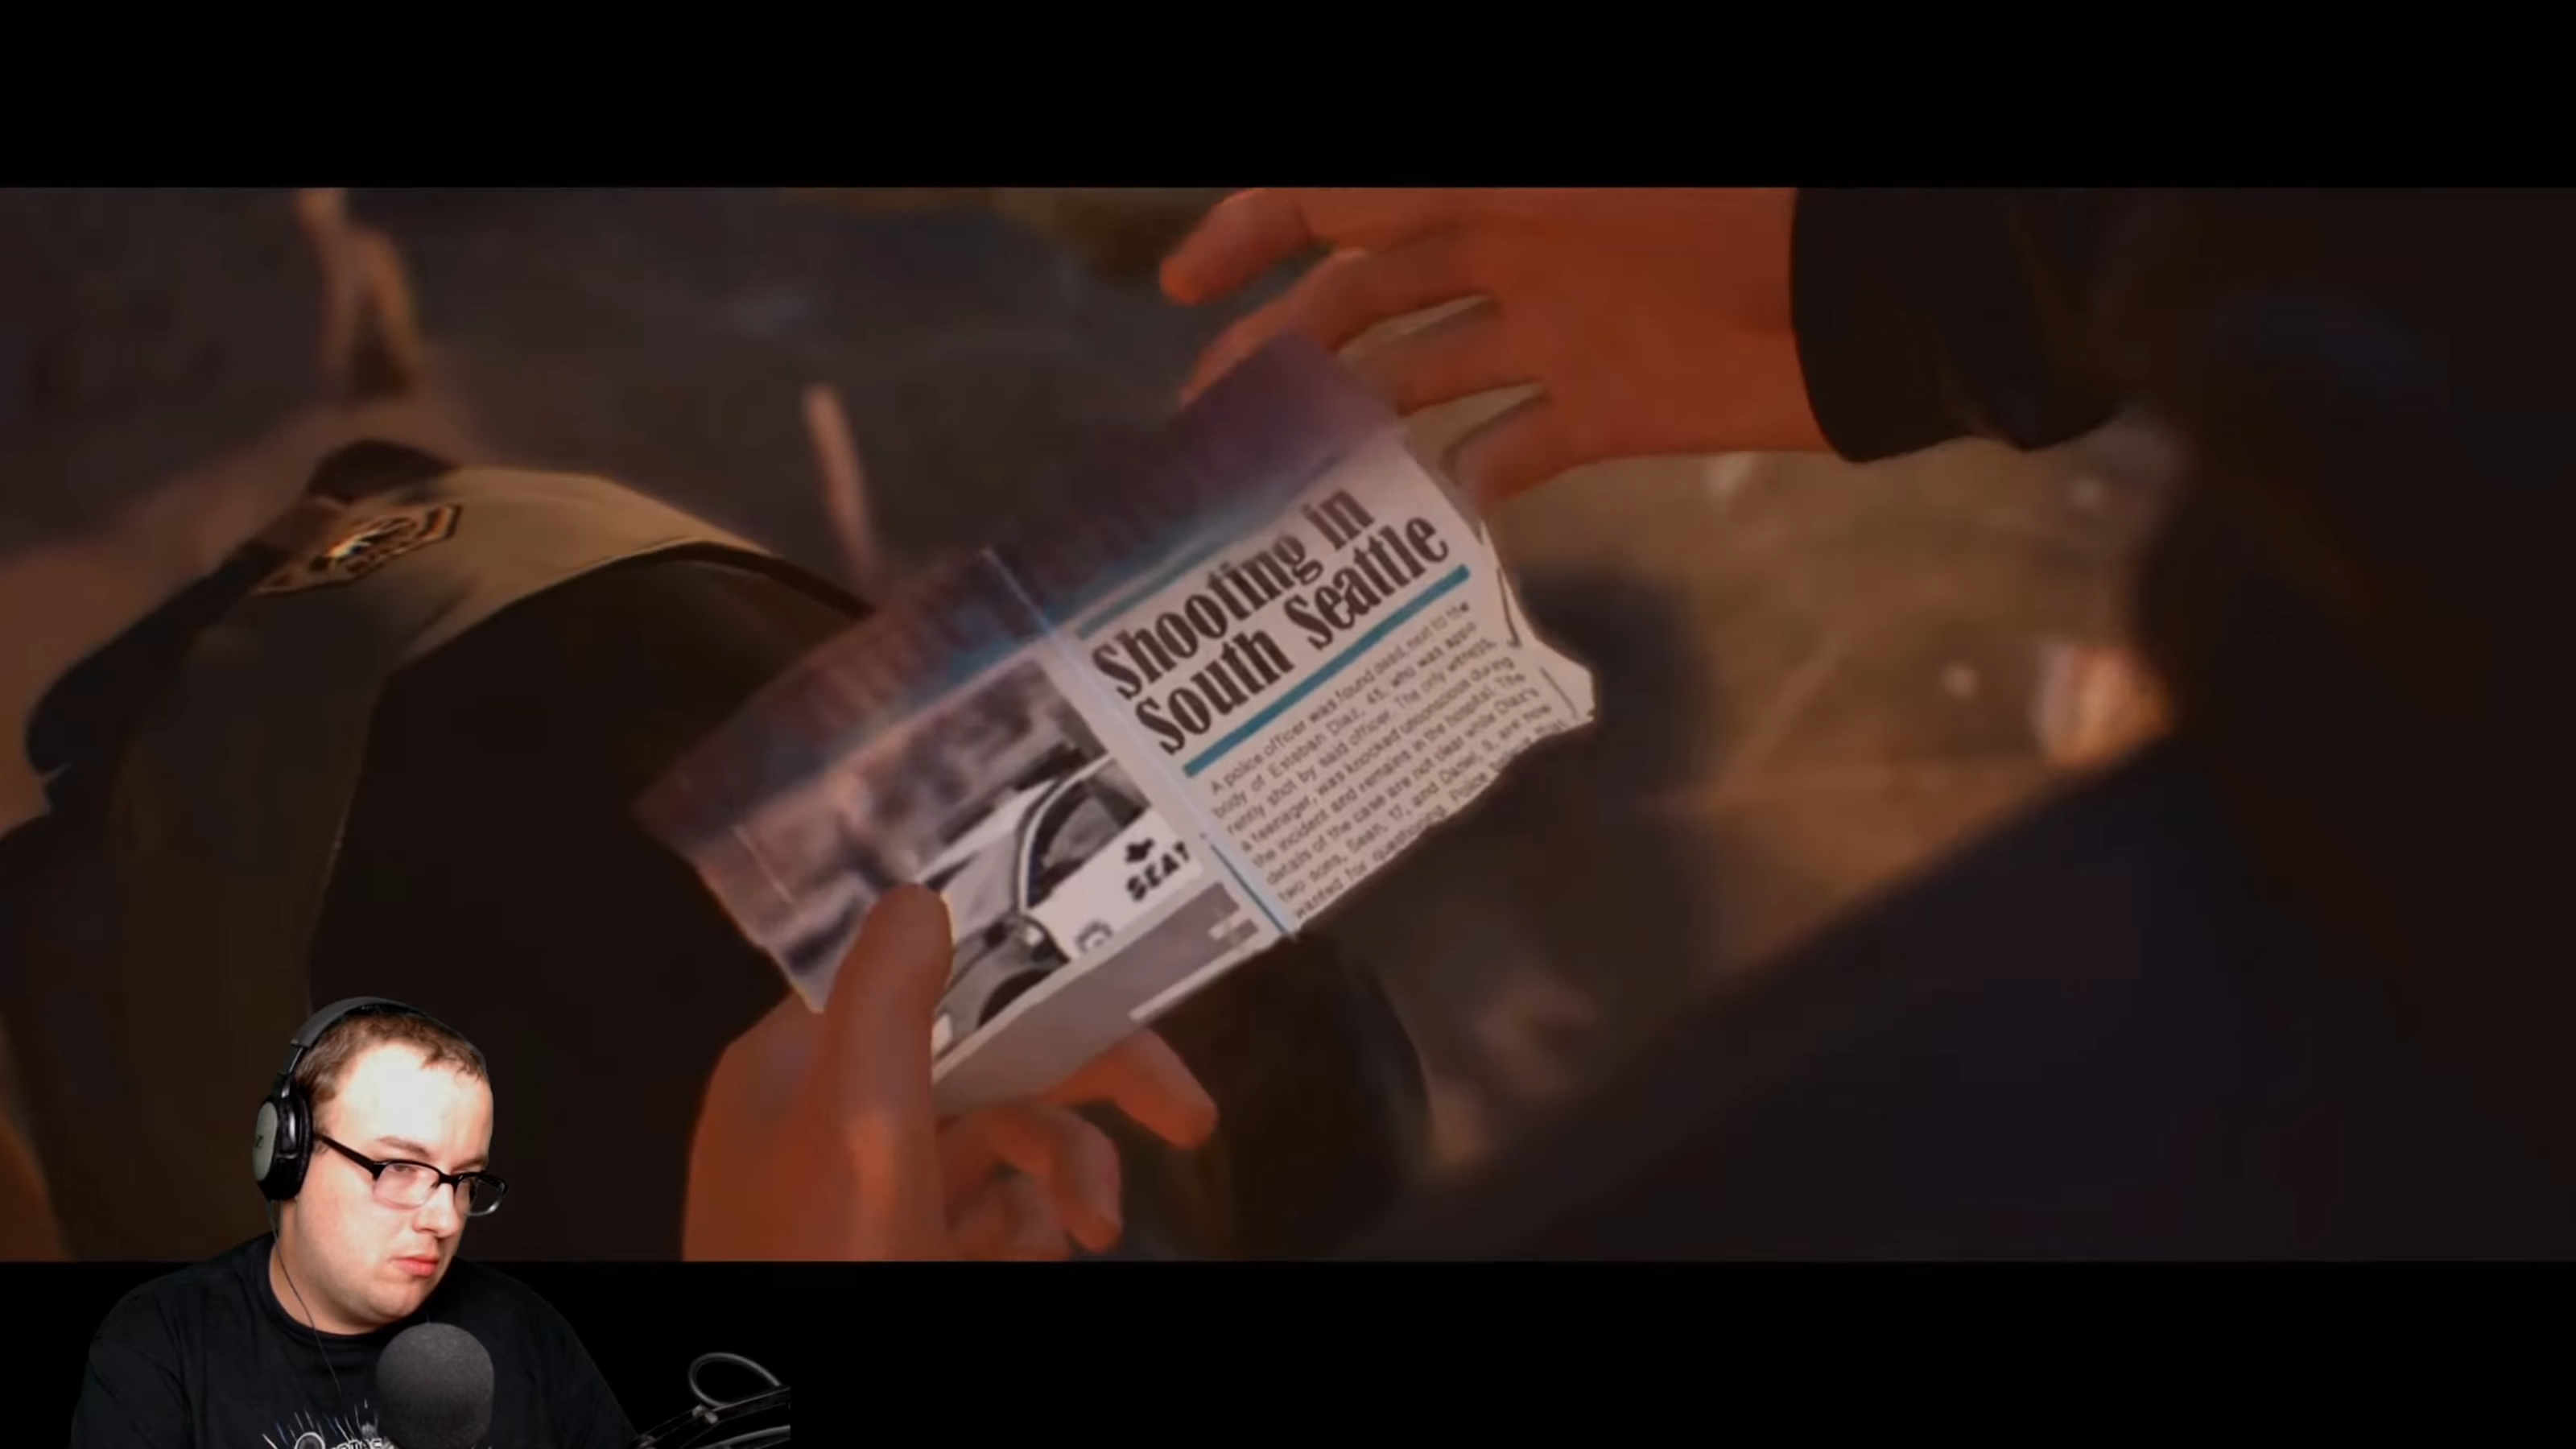 Shooting in
South Seattle
A police officer was found dead, next to the
body of Esteban Diaz, 45, who was appa-
rently shot by said officer. The only witness,
a teenager, was knocked unconscious during
the incident and remains in the hospital. The
details of the case are not clear while Diaz's
two sons, Sean, 17, and Daniel, 9, are now
wanted for questioning. Police
SEAT